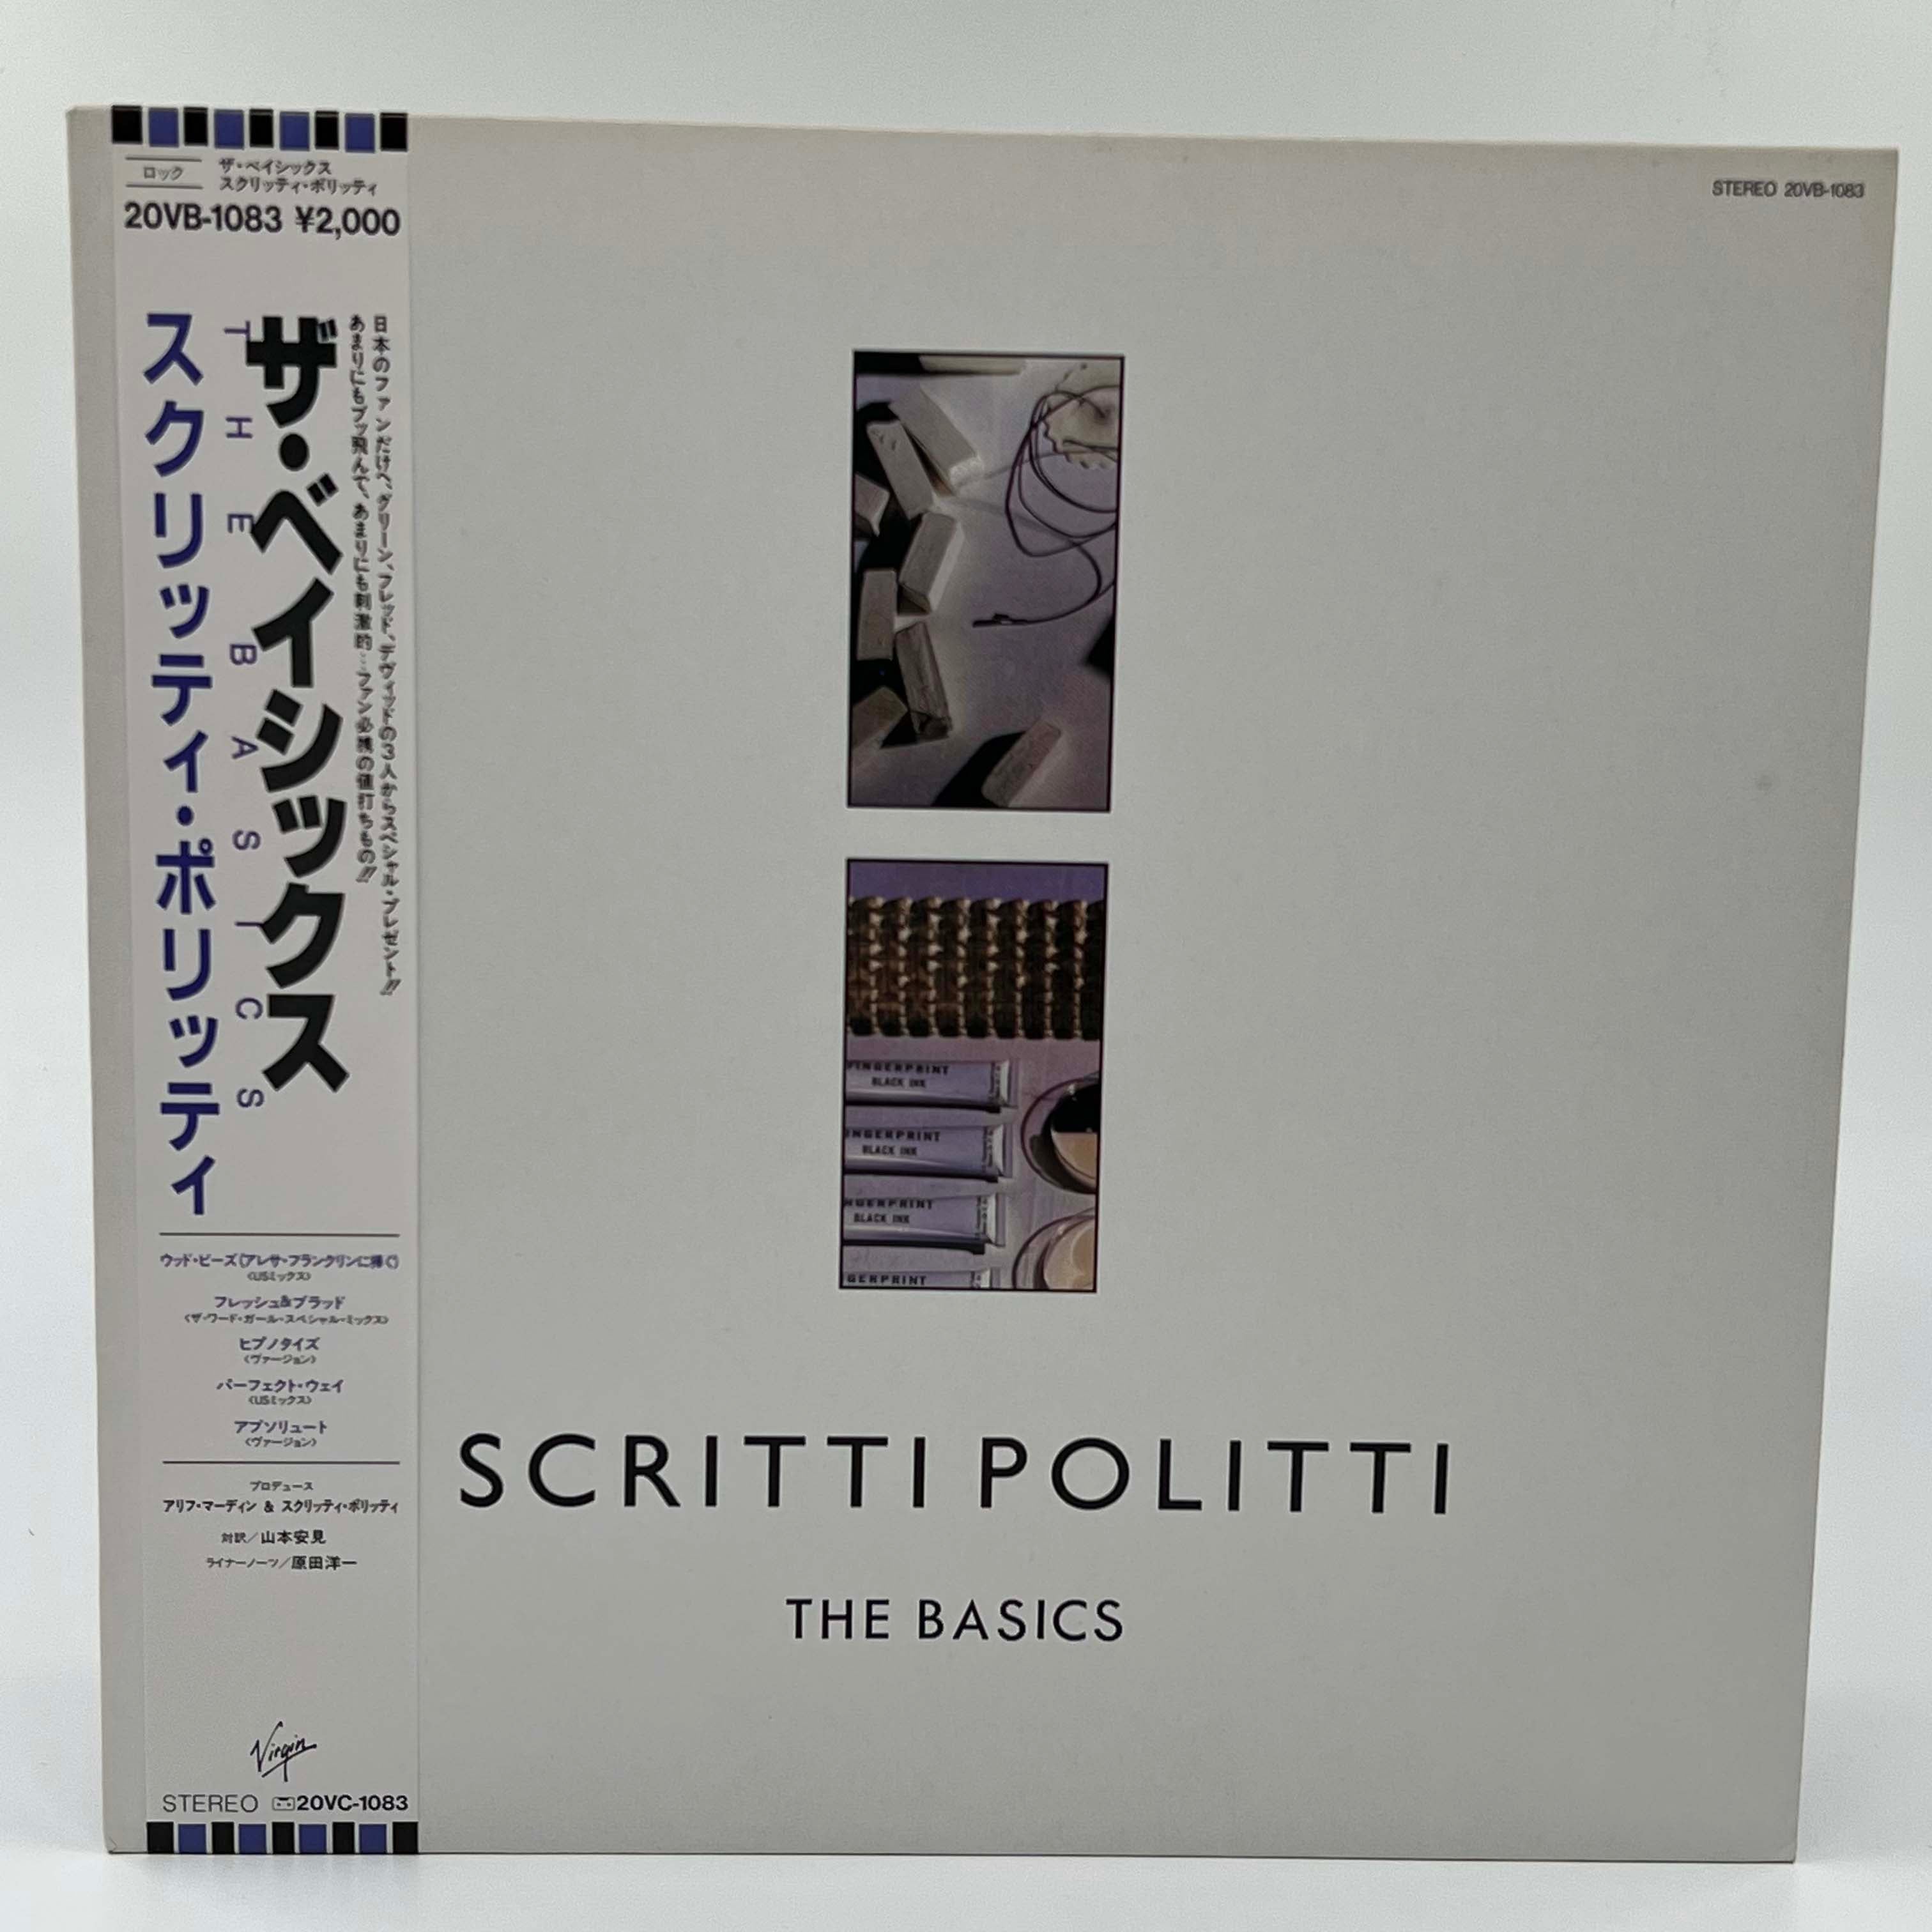 ロック
ザ・ベイシックス
スクリッティ・ポリッティ
20VB-1083 ¥2,000
日本のファンだけへ、グリーン、フレッド、デヴィッドの3人からスペシャル・プレゼント!!
あまりにもブッ飛んで、あまりにも刺激的…ファン必携の値打ちもの!!
ザ・ベイシックス
THE BASICS
スクリッティ・ポリッティ
ウッド・ビーズ(アレサ・フランクリンに捧ぐ)
〈USミックス〉
フレッシュ&ブラッド
〈ザ・ワード・ガール・スペシャル・ミックス〉
ヒプノタイズ
〈ヴァージョン〉
パーフェクト・ウェイ
〈USミックス〉
アブソリュート
〈ヴァージョン〉
プロデュース
アリフ・マーディン & スクリッティ・ポリッティ
対訳/山本安見
ライナーノーツ/原田洋一
Virgin
STEREO 20VC-1083
STEREO 20VB-1083
FINGERPRINT
BLACK INK
INGERPRINT
BLACK INK
NGERPRINT
BLACK INK
GERPRINT
SCRITTI POLITTI
THE BASICS